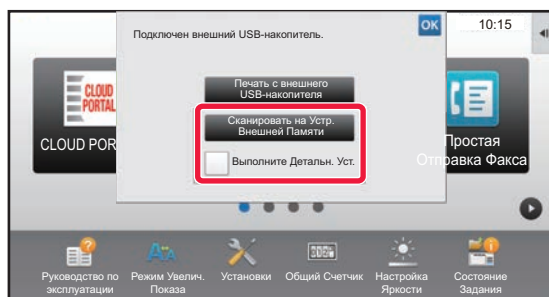 Подключен внешний USB-накопитель.
OK
10:15
Печать с внешнего
USB-накопителя
Сканировать на Устр.
Внешней Памяти
Выполните Детальн. Уст.
CLOUD
PORTAL
CLOUD POR
Простая
Отправка Факса
Руководство по
эксплуатации
Режим Увелич.
Показа
Установки
Общий Счетчик
Настройка
Яркости
Состояние
Задания